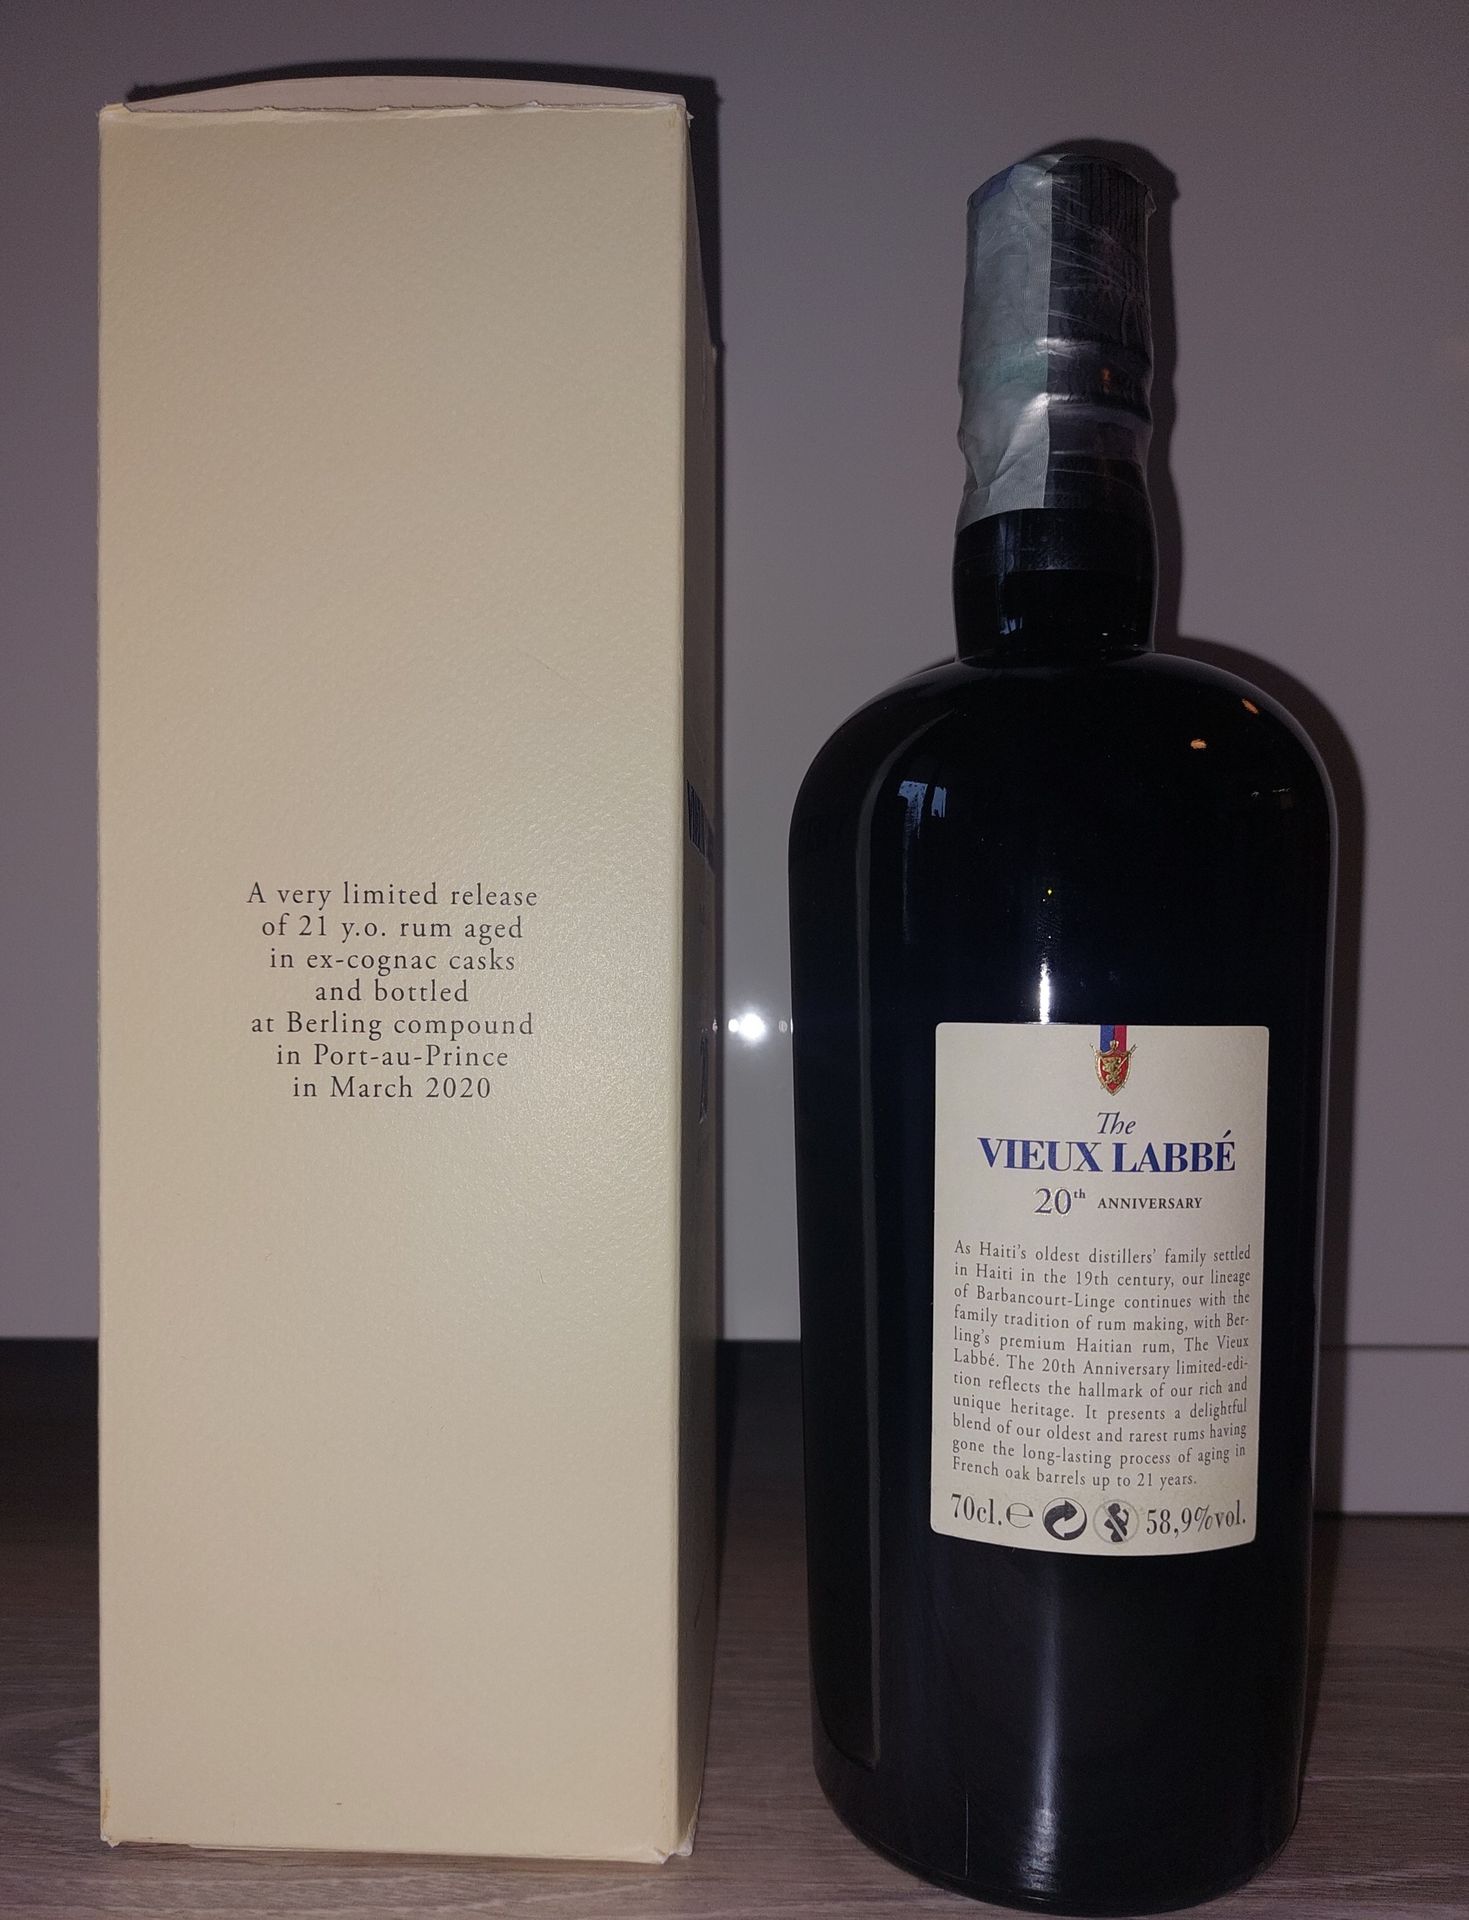 A very limited release
of 21 y.o. rum aged
in ex-cognac casks
and bottled
at Berling compound
in Port-au-Prince
in March 2020
The
VIEUX LABBÉ
20th ANNIVERSARY
As Haiti's oldest distillers' family settled
in Haiti in the 19th century, our lineage
of Barbancourt-Linge continues with the
family tradition of rum making, with Ber-
ling's premium Haitian rum, The Vieux
Labbé. The 20th Anniversary limited-edi-
tion reflects the hallmark of our rich and
unique heritage. It presents a delightful
blend of our oldest and rarest rums having
gone the long-lasting process of aging in
French oak barrels up to 21 years.
70cl. ℮ 58,9%vol.